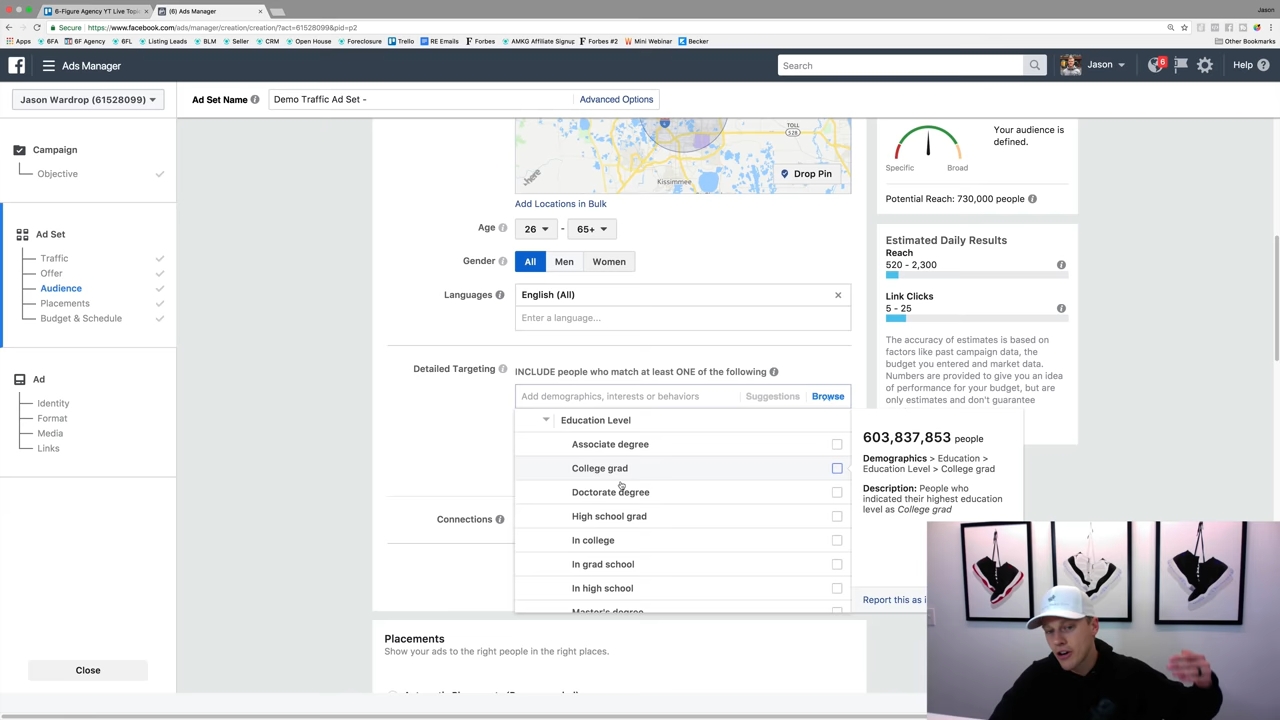 Jason
6-Figure Agency YT Live Topic
(6) Ads Manager
Secure
https://www.facebook.com/ads/manager/creation/creation/?act=61528099&pid=p2
Apps
6FA
6F Agency
6FL
Listing Leads
BLM
Seller
CRM
Open House
Foreclosure
Trello
RE Emails
Forbes
AMKG Affiliate Signup
Forbes #2
Mini Webinar
Becker
Other Bookmarks
Ads Manager
Search
Jason
6
Help
Jason Wardrop (61528099)
Ad Set Name
Demo Traffic Ad Set -
Advanced Options
Campaign
Objective
Ad Set
Traffic
Offer
Audience
Placements
Budget & Schedule
Ad
Identity
Format
Media
Links
Close
TOLL
528
Kissimmee
here
Drop Pin
Add Locations in Bulk
Age
26
-
65+
Gender
All
Men
Women
Languages
English (All)
Enter a language...
Detailed Targeting
INCLUDE people who match at least ONE of the following
Add demographics, interests or behaviors
Suggestions
Browse
Education Level
Associate degree
College grad
Doctorate degree
High school grad
In college
In grad school
In high school
Master's degree
Connections
Placements
Show your ads to the right people in the right places.
Your audience is
defined.
Specific
Broad
Potential Reach: 730,000 people
Estimated Daily Results
Reach
520 - 2,300
Link Clicks
5 - 25
The accuracy of estimates is based on
factors like past campaign data, the
budget you entered and market data.
Numbers are provided to give you an idea
of performance for your budget, but are
only estimates and don't guarantee
603,837,853 people
Demographics > Education >
Education Level > College grad
Description: People who
indicated their highest education
level as College grad
Report this as i